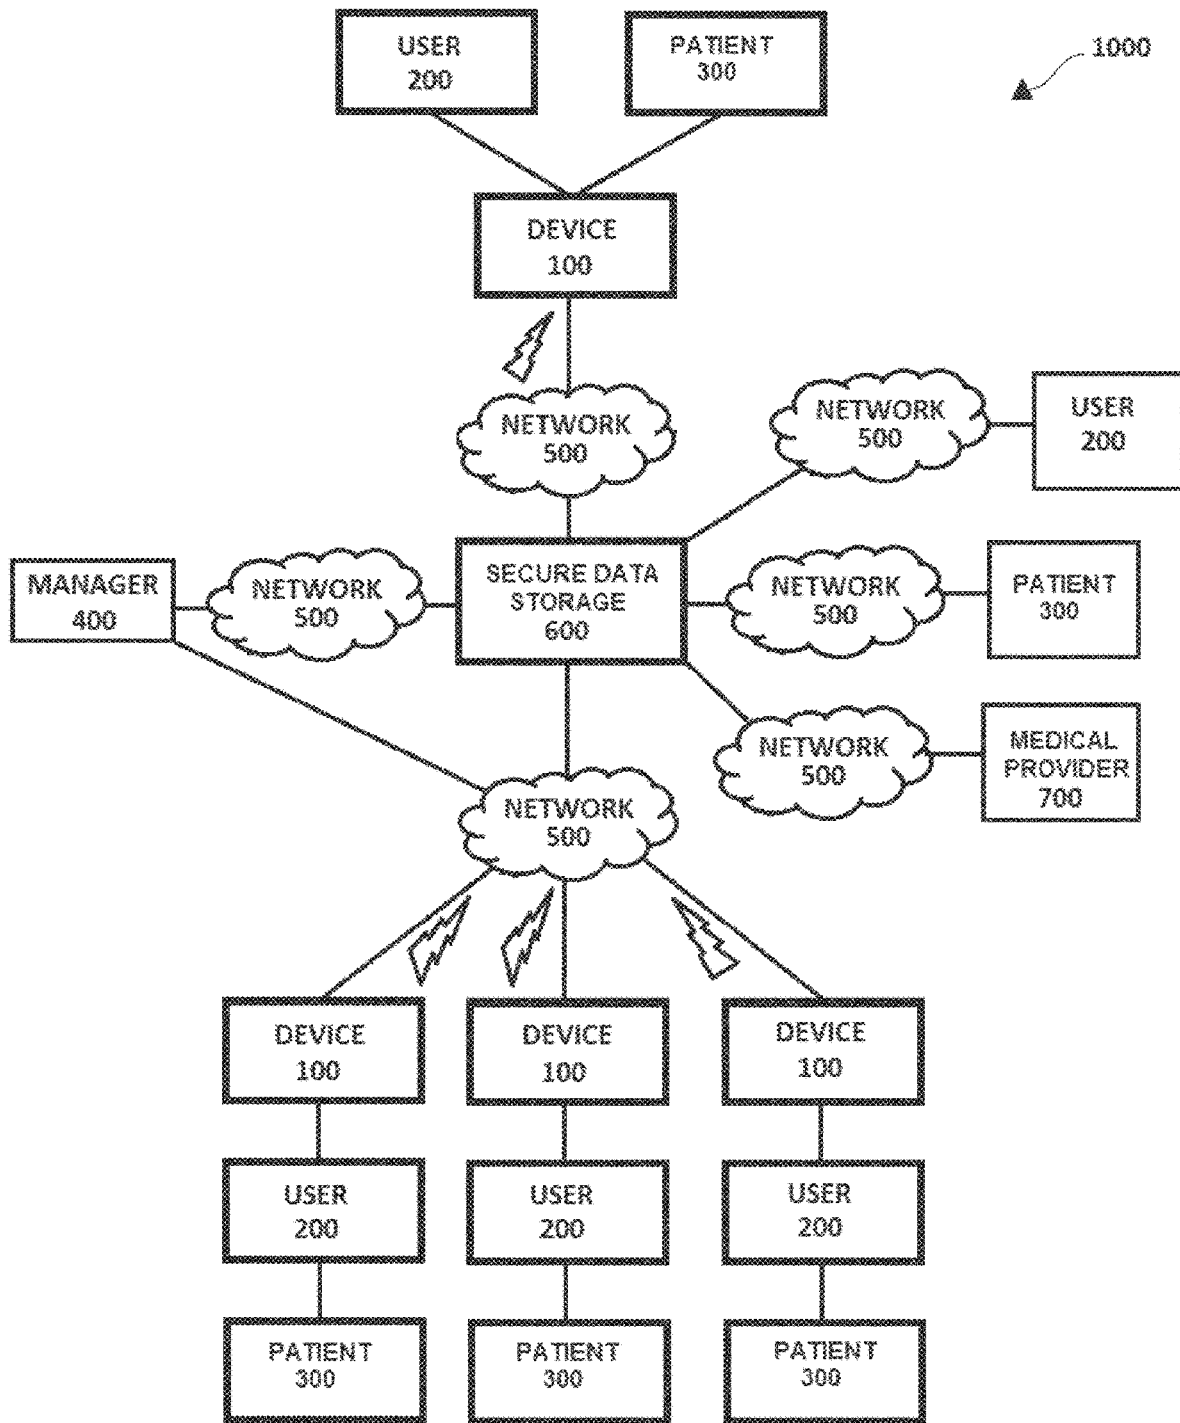 USER
200
PATIENT
300
1000
DEVICE
100
NETWORK
500
NETWORK
500
USER
200
MANAGER
400
NETWORK
500
SECURE DATA
STORAGE
600
NETWORK
500
PATIENT
300
NETWORK
500
MEDICAL
PROVIDER
700
NETWORK
500
DEVICE
100
DEVICE
100
DEVICE
100
USER
200
USER
200
USER
200
PATIENT
300
PATIENT
300
PATIENT
300